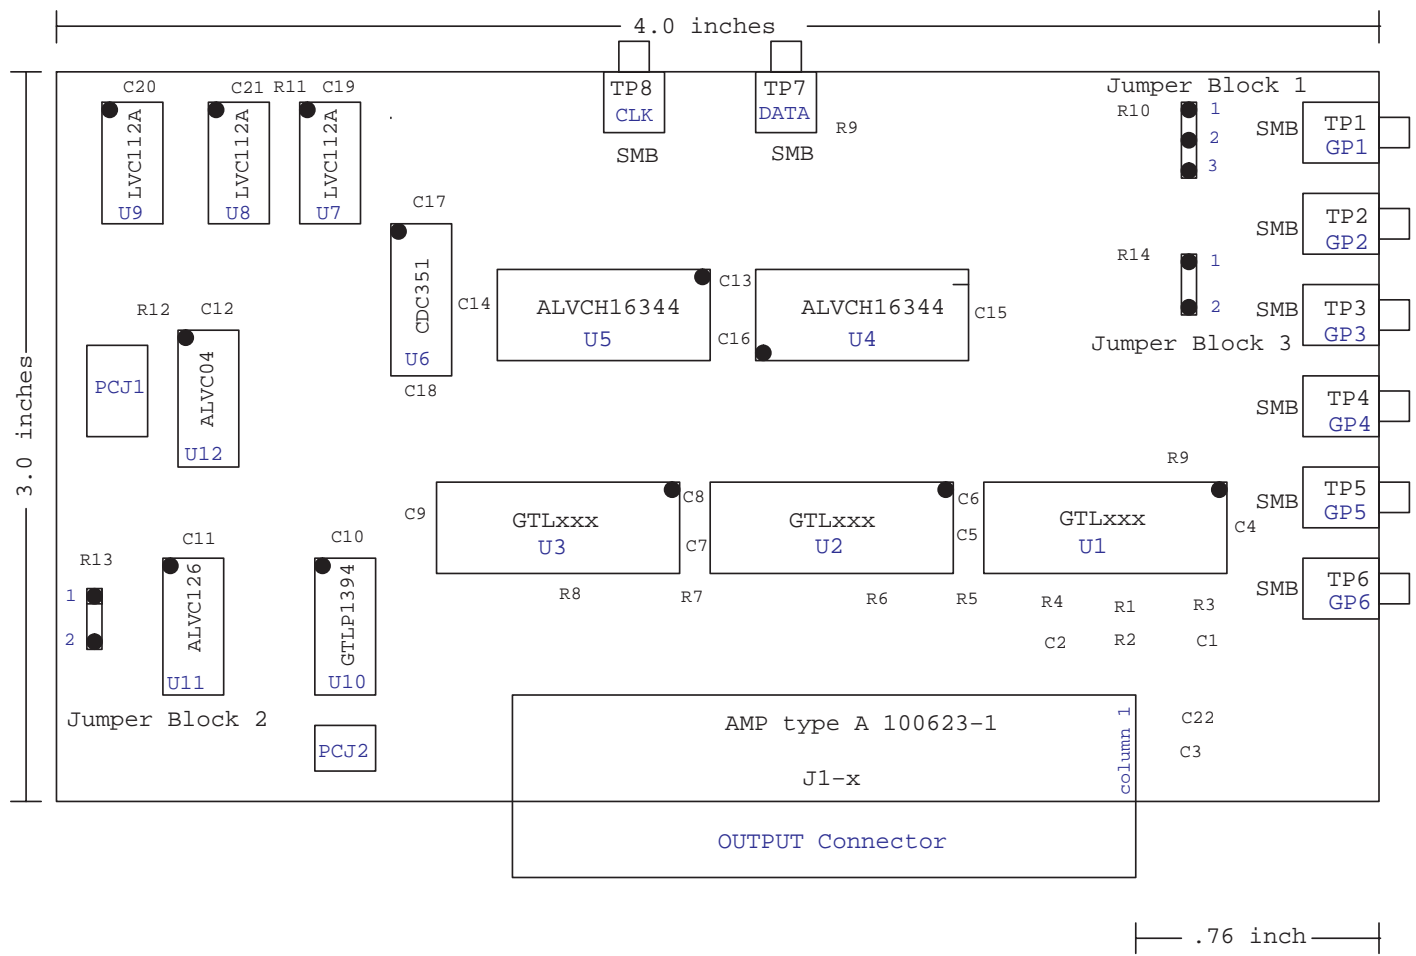 4.0 inches
C20
C21
R11
C19
TP8
CLK
SMB
TP7
DATA
SMB
R9
Jumper Block 1
R10
1
2
3
SMB
TP1
GP1
LVC112A
U9
LVC112A
U8
LVC112A
U7
C17
CDC351
U6
C18
C14
ALVCH16344
U5
C13
C16
ALVCH16344
U4
C15
R14
1
2
Jumper Block 3
SMB
TP2
GP2
SMB
TP3
GP3
SMB
TP4
GP4
SMB
TP5
GP5
SMB
TP6
GP6
3.0 inches
R12
C12
PCJ1
ALVC04
U12
C9
GTLxxx
U3
C8
C7
GTLxxx
U2
C6
C5
GTLxxx
U1
R9
C4
R13
1
2
C11
ALVC126
U11
Jumper Block 2
C10
GTLP1394
U10
PCJ2
R8
R7
R6
R5
R4
R1
R3
C2
R2
C1
AMP type A 100623-1
J1-x
column 1
C22
C3
OUTPUT Connector
.76 inch